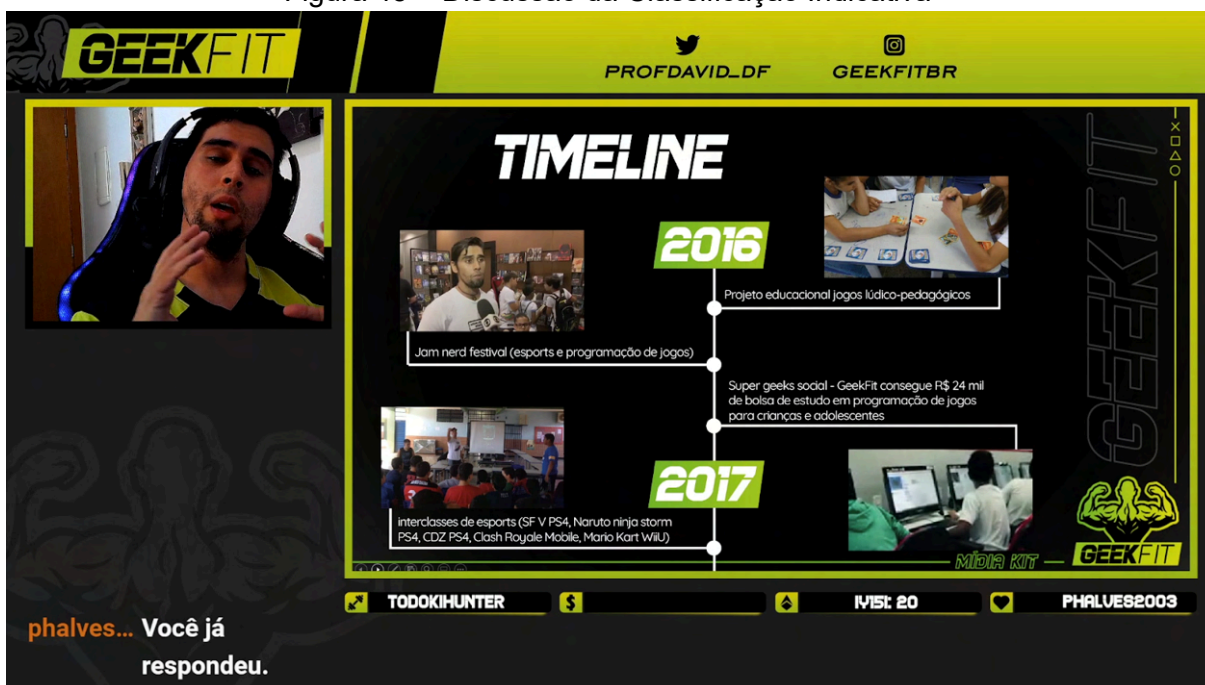 Figura 46 – Discussão da Classificação Indicativa
GEEKFIT
PROFDAVID_DF
GEEKFITBR
TIMELINE
2016
Projeto educacional jogos lúdico-pedagógicos
Jam nerd festival (esports e programação de jogos)
Super geeks social - GeekFit consegue R$ 24 mil
de bolsa de estudo em programação de jogos
para crianças e adolescentes
2017
interclasses de esports (SF V PS4, Naruto ninja storm
PS4, CDZ PS4, Clash Royale Mobile, Mario Kart WiiU)
GEEKFIT
MÍDIA KIT
GEEKFIT
TODOKIHUNTER
$
IY15I: 20
PHALVES2003
phalves... Você já
respondeu.